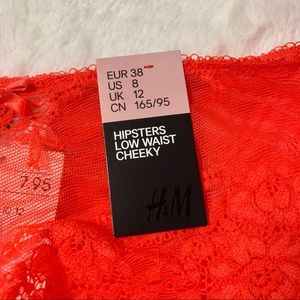 EUR 38
US 8
UK 12
CN 165/95
HIPSTERS
LOW WAIST
CHEEKY
H&M
7.95